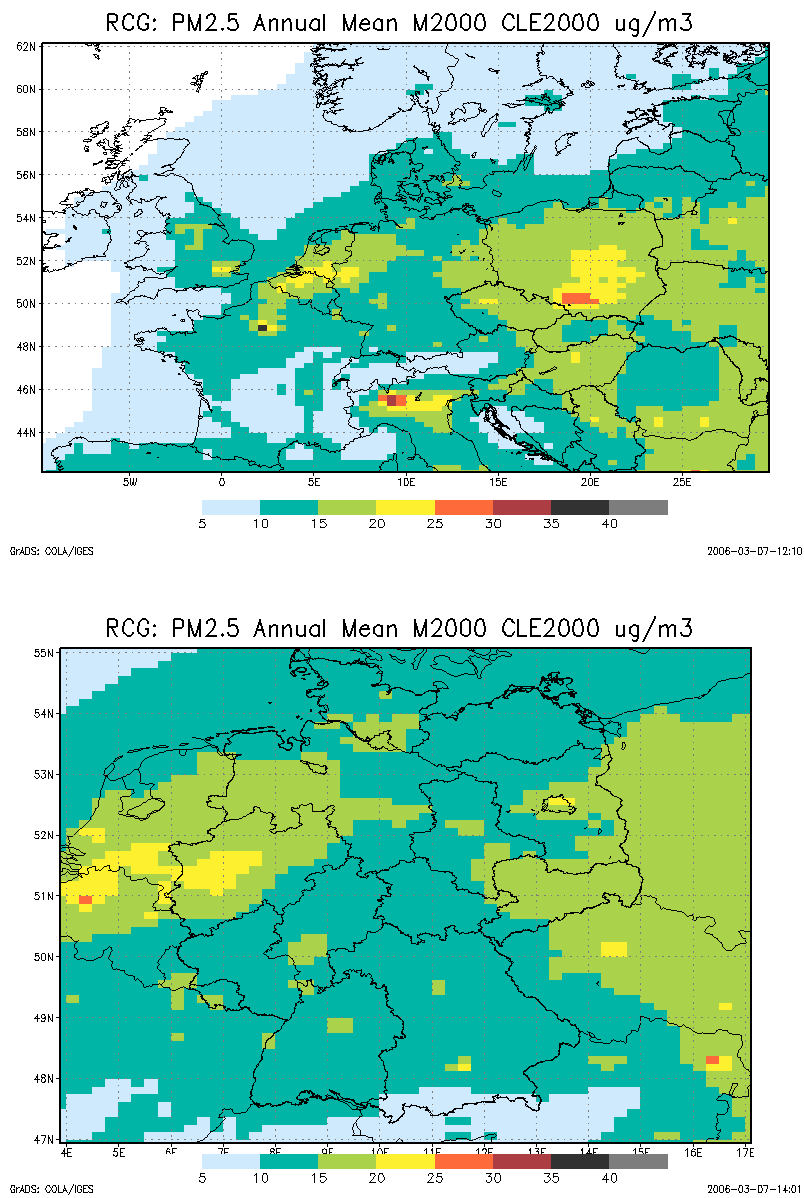 RCG: PM2.5 Annual Mean M2000 CLE2000 ug/m3
62N
60N
58N
56N
54N
52N
50N
48N
46N
44N
5W 0 5E 10E 15E 20E 25E
5 10 15 20 25 30 35 40
GrADS: COLA/IGES 2006-03-07-12:10
RCG: PM2.5 Annual Mean M2000 CLE2000 ug/m3
55N
54N
53N
52N
51N
50N
49N
48N
47N
4E 5E 6E 7E 8E 9E 10E 11E 12E 13E 14E 15E 16E 17E
5 10 15 20 25 30 35 40
GrADS: COLA/IGES 2006-03-07-14:01